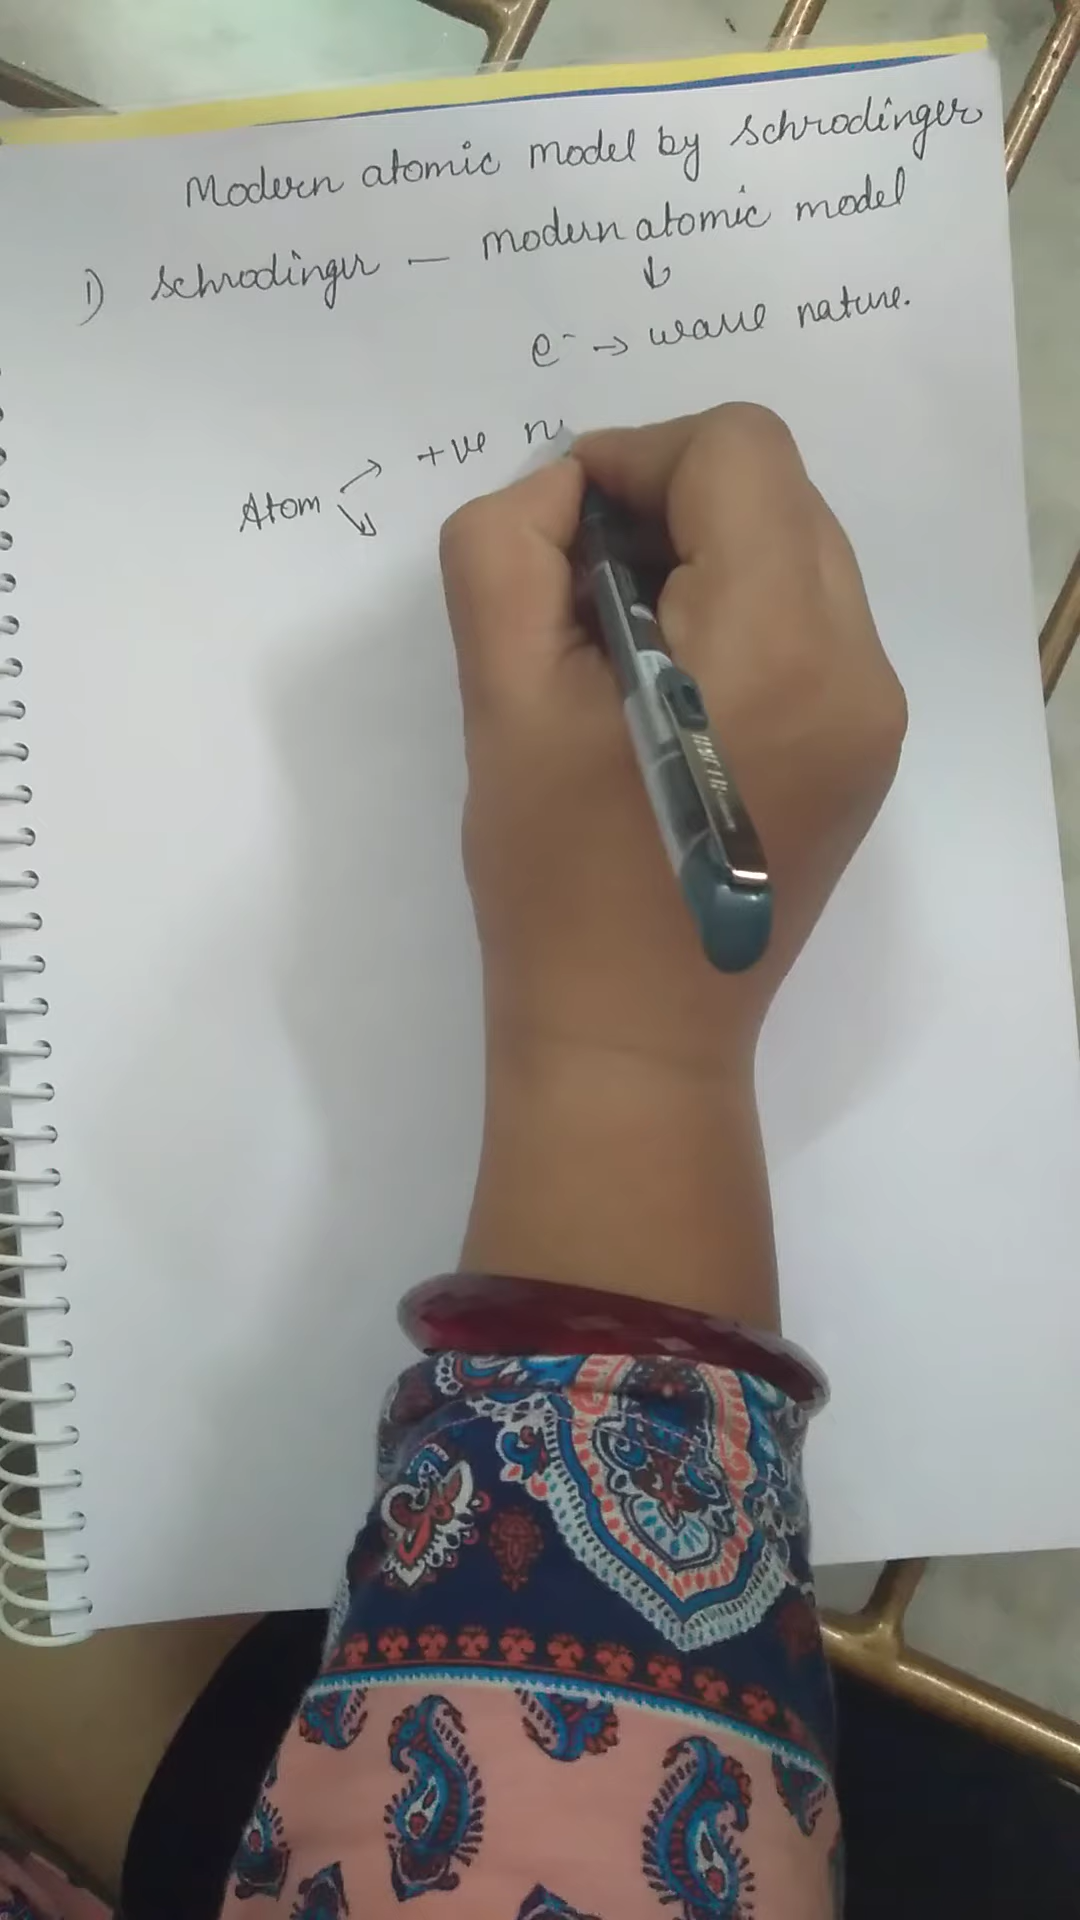 Modern atomic model by schrodinger
1) schrodinger — modern atomic model
↓
e⁻ → wave nature.
Atom → +ve